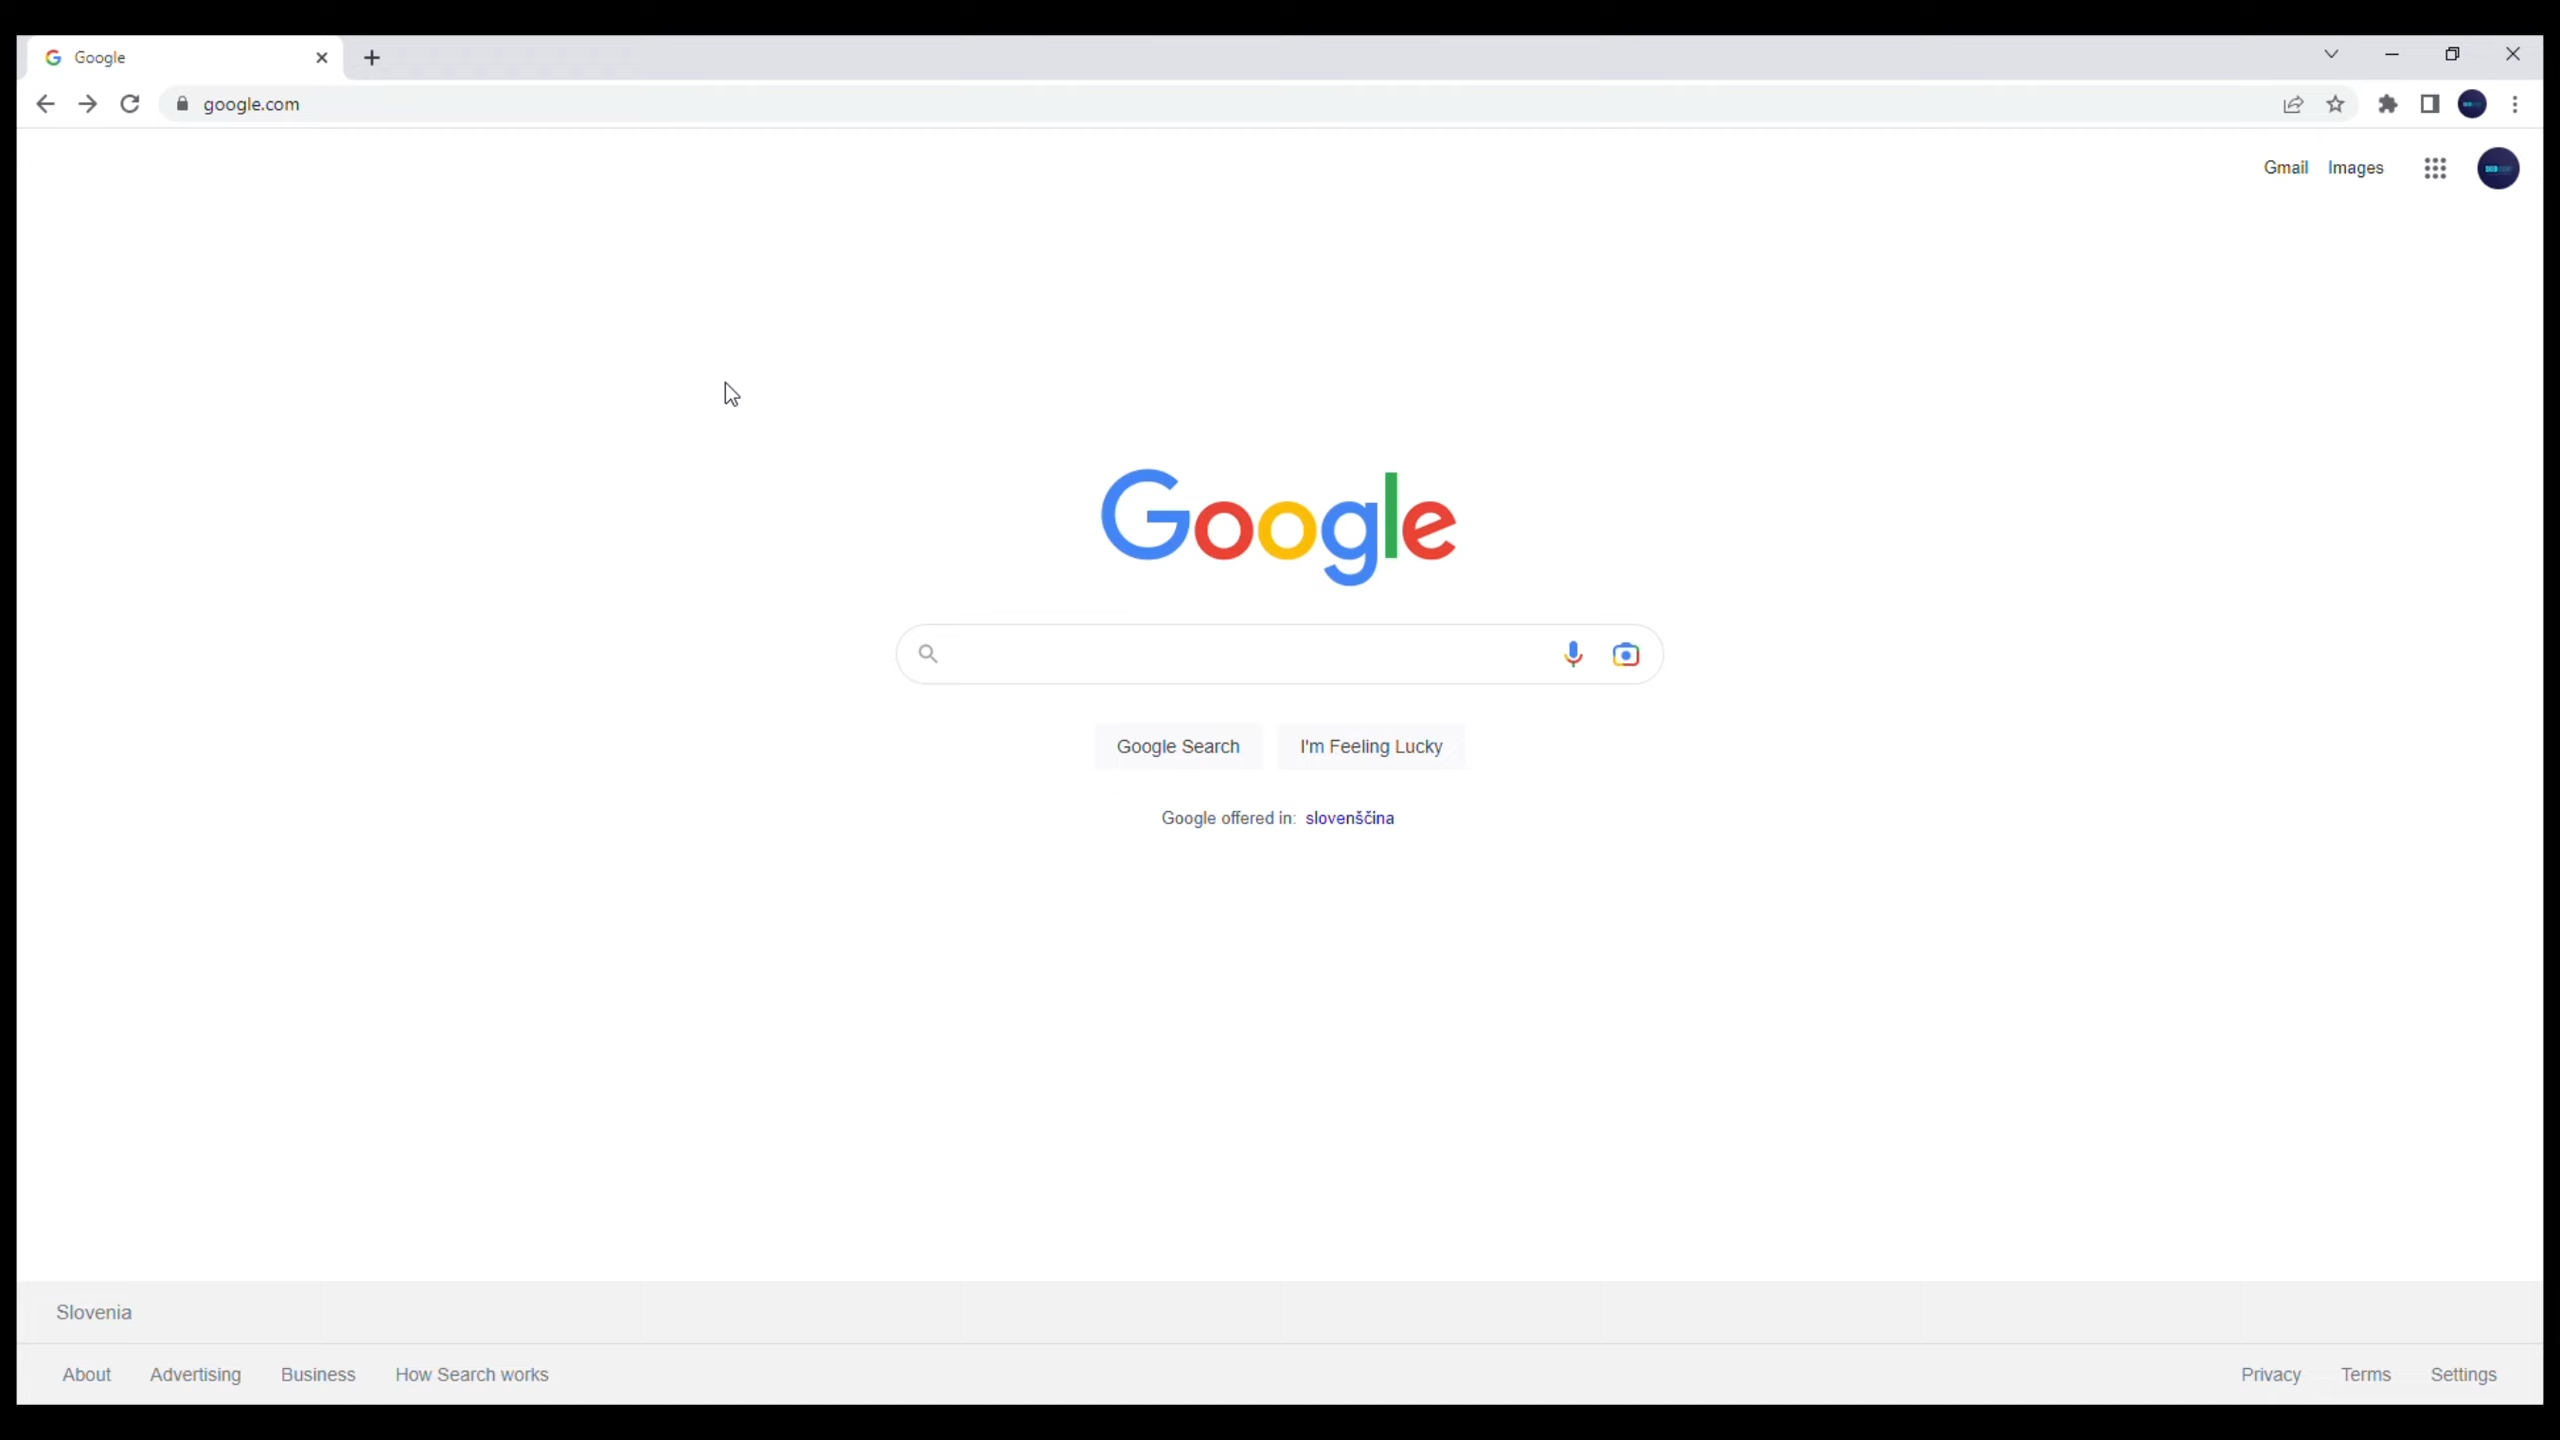 Google
google.com
Gmail Images
Google
Google Search I'm Feeling Lucky
Google offered in: slovenščina
Slovenia
About Advertising Business How Search works Privacy Terms Settings